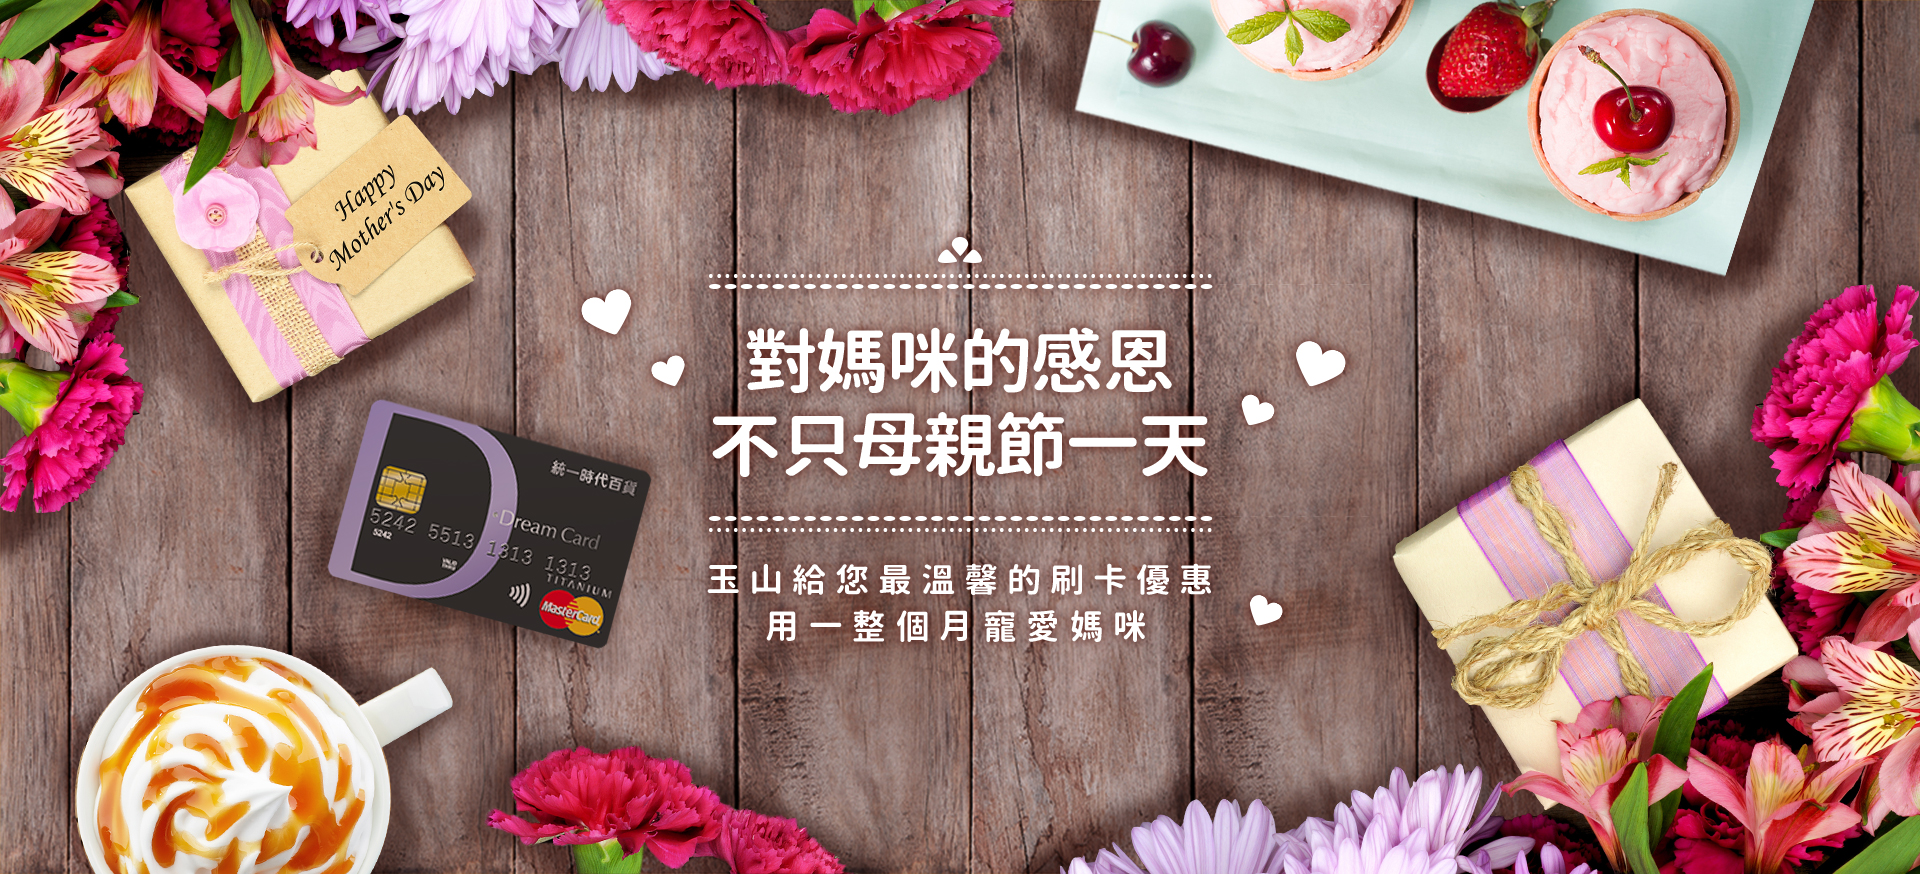 Happy
Mother's Day
對媽咪的感恩
不只母親節一天
統一時代百貨
Dream Card
5242 5513 1313 1313
5242
VALID
THRU
TITANIUM
MasterCard
玉山給您最溫馨的刷卡優惠
用一整個月寵愛媽咪